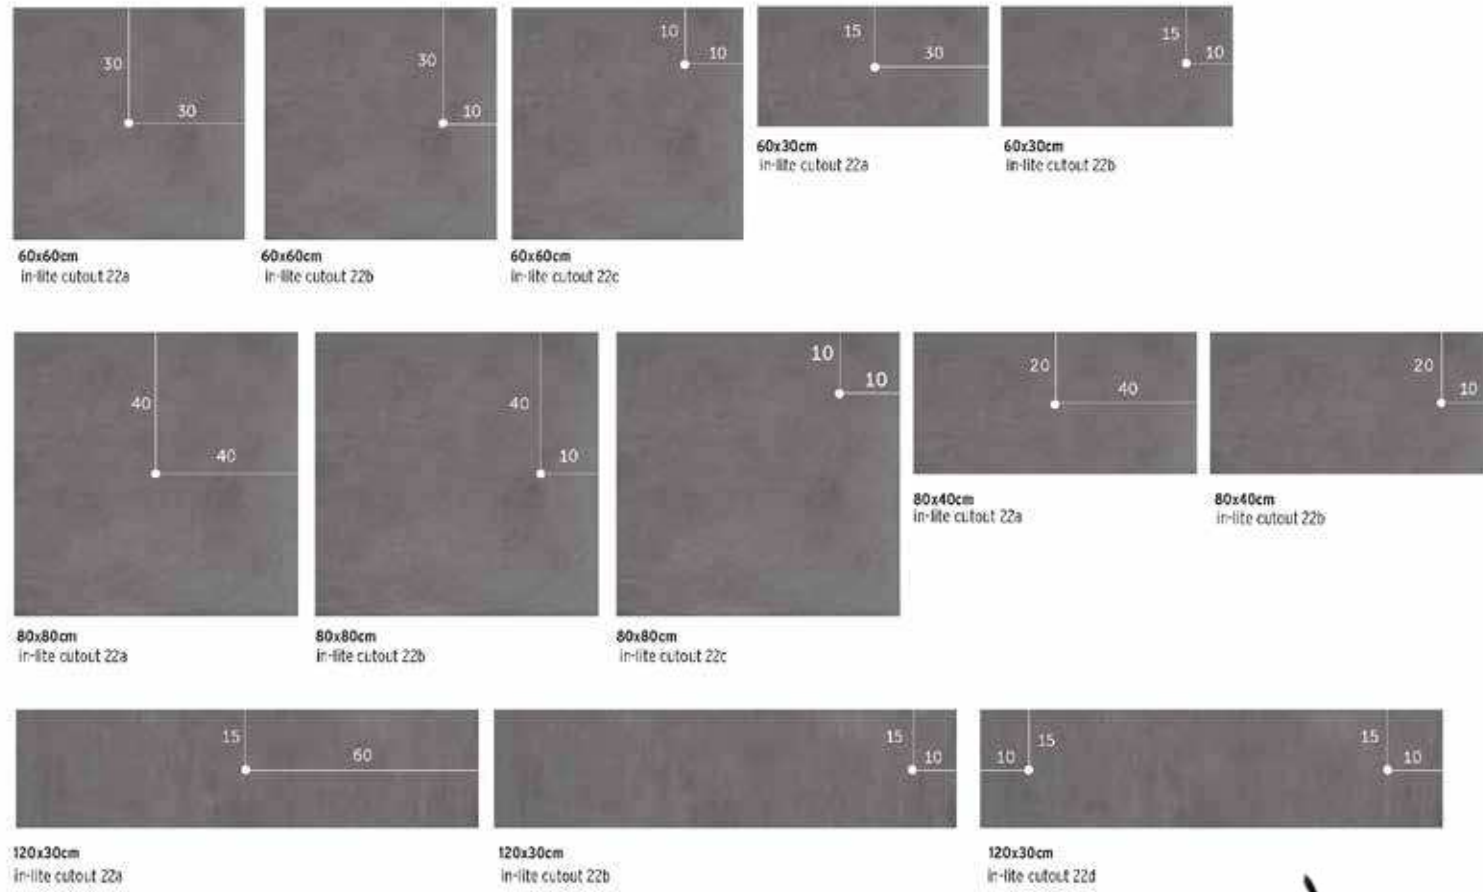 30
30
30
10
10
10
15
30
15
10
60x60cm
in-lite cutout 22a
60x60cm
in-lite cutout 22b
60x60cm
in-lite cutout 22c
60x30cm
in-lite cutout 22a
60x30cm
in-lite cutout 22b
40
40
40
10
10
10
20
40
20
10
80x80cm
in-lite cutout 22a
80x80cm
in-lite cutout 22b
80x80cm
in-lite cutout 22c
80x40cm
in-lite cutout 22a
80x40cm
in-lite cutout 22b
15
60
15
10
10
15
15
10
120x30cm
in-lite cutout 22a
120x30cm
in-lite cutout 22b
120x30cm
in-lite cutout 22d